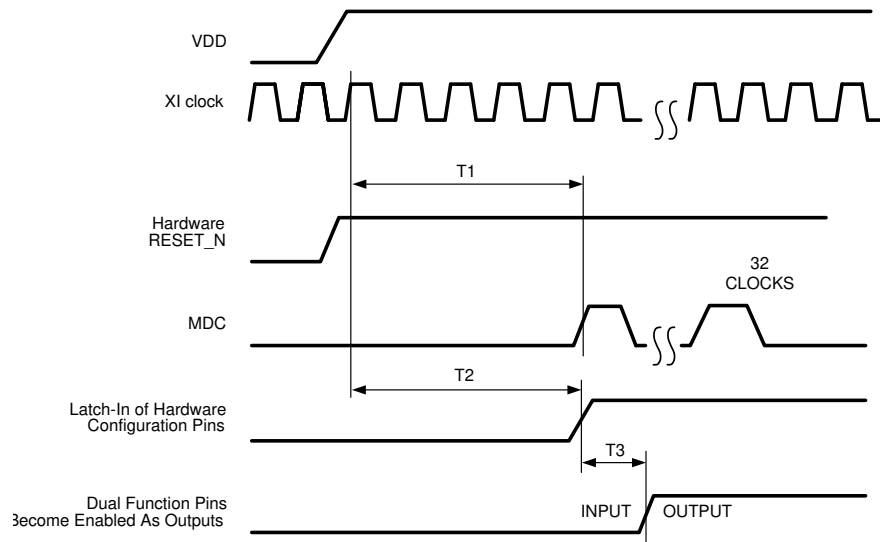 VDD
XI clock
T1
Hardware
RESET_N
32
CLOCKS
MDC
T2
Latch-In of Hardware
Configuration Pins
T3
Dual Function Pins
Become Enabled As Outputs
INPUT
OUTPUT